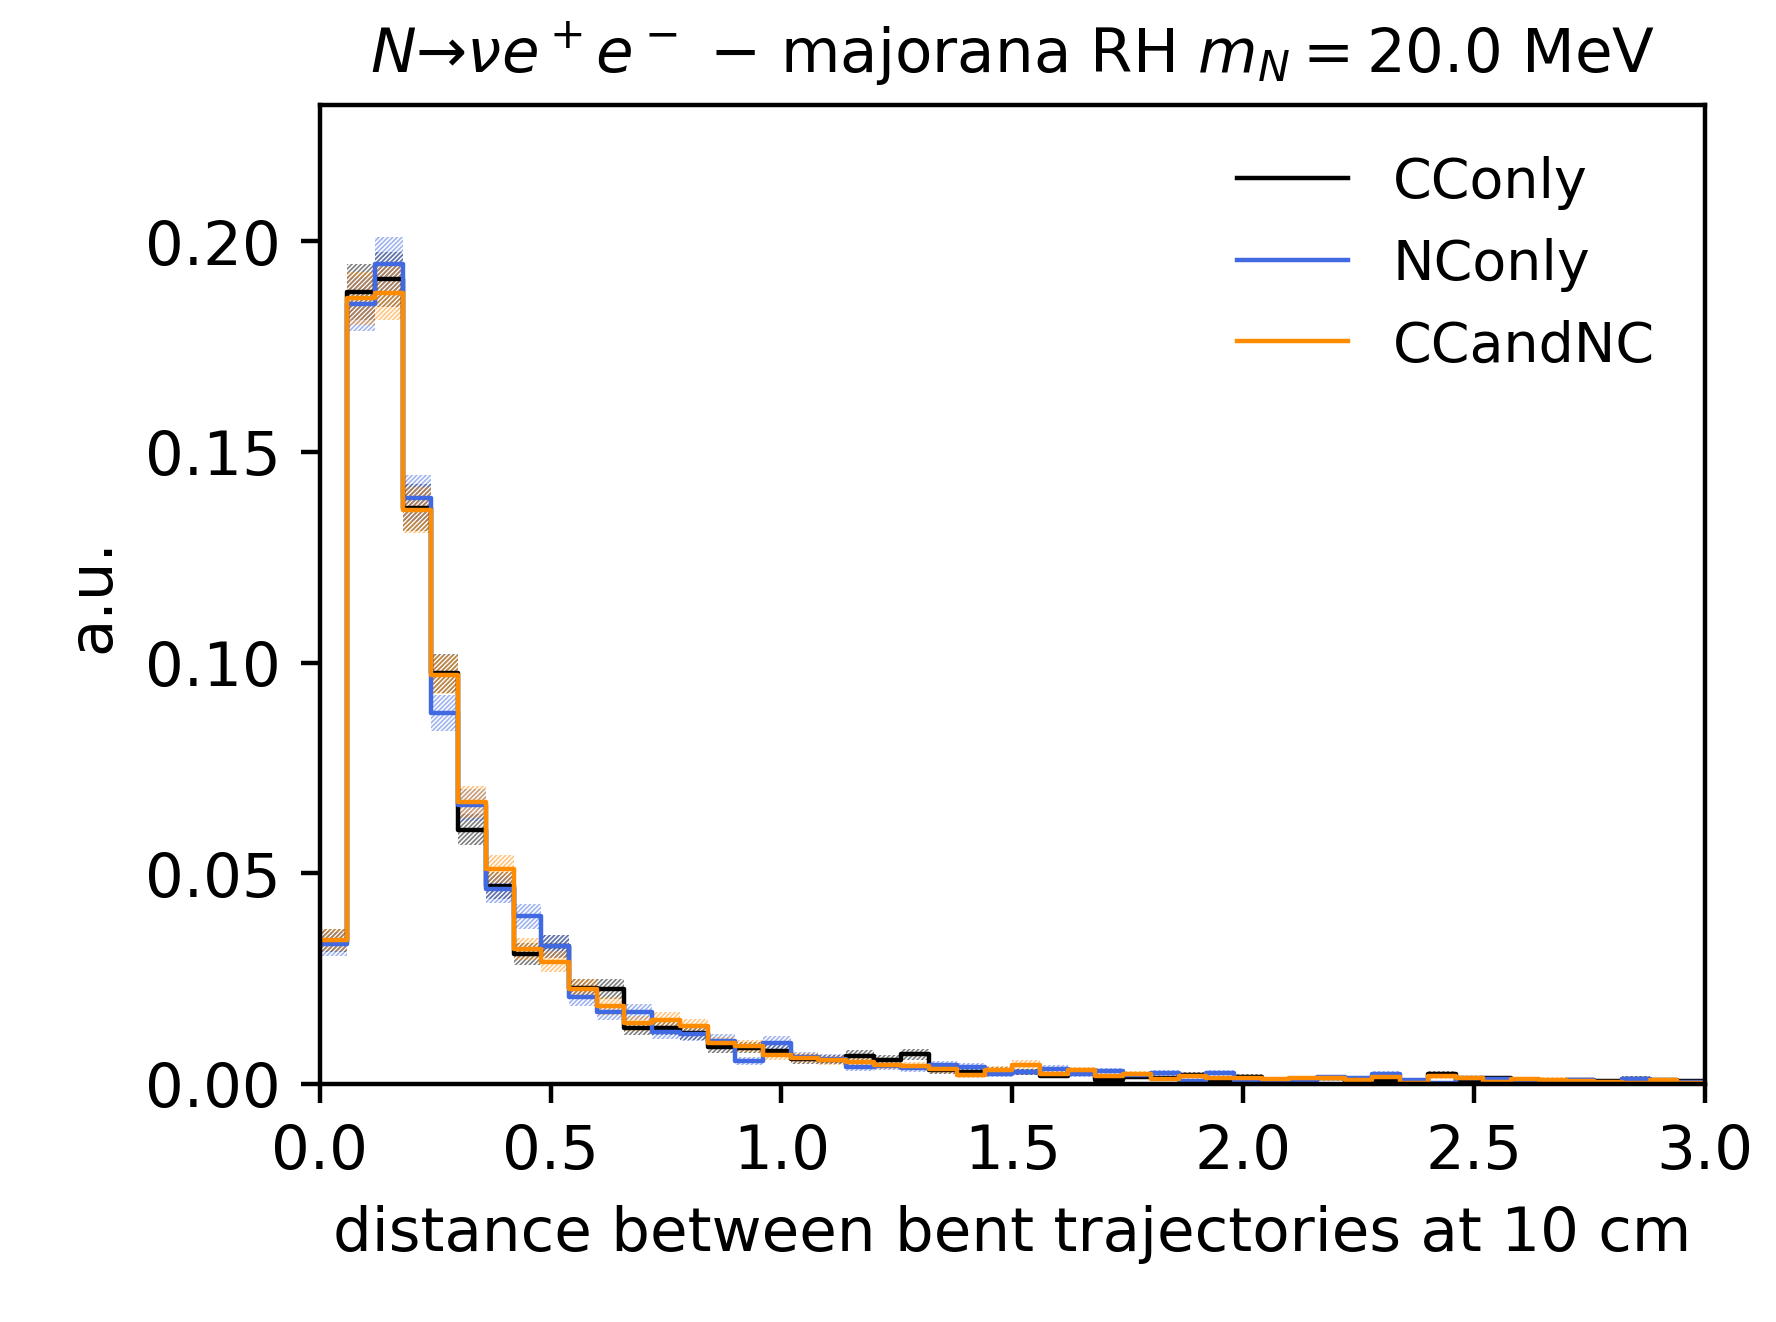 N→νe⁺e⁻ − majorana RH m_N = 20.0 MeV
CConly
NConly
CCandNC
0.20
0.15
0.10
0.05
0.00
a.u.
0.0 0.5 1.0 1.5 2.0 2.5 3.0
distance between bent trajectories at 10 cm